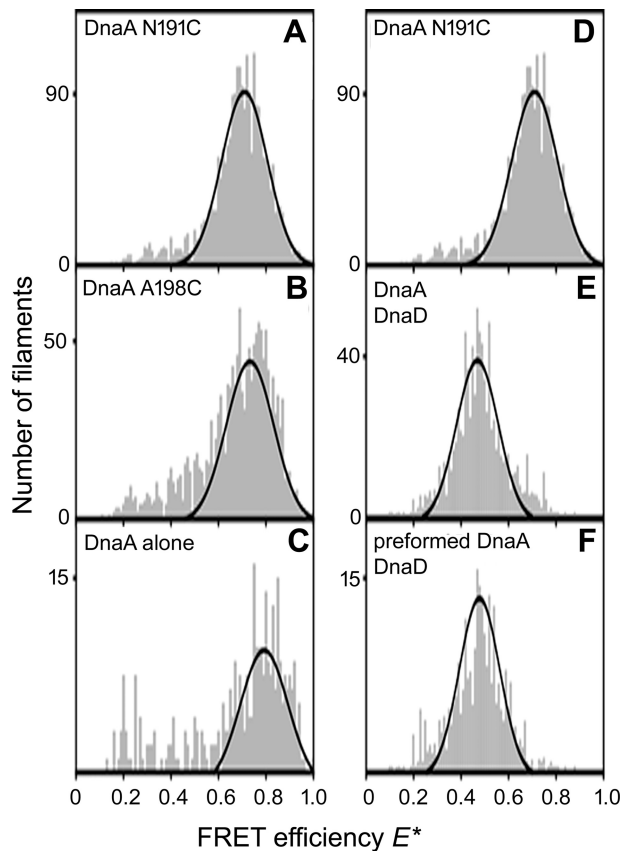 DnaA N191C
A
90
0
DnaA A198C
B
50
0
DnaA alone
C
15
0
0.2
0.4
0.6
0.8
1.0
DnaA N191C
D
90
0
DnaA
DnaD
E
40
0
preformed DnaA
DnaD
F
15
0
0.2
0.4
0.6
0.8
1.0
Number of filaments
FRET efficiency E*